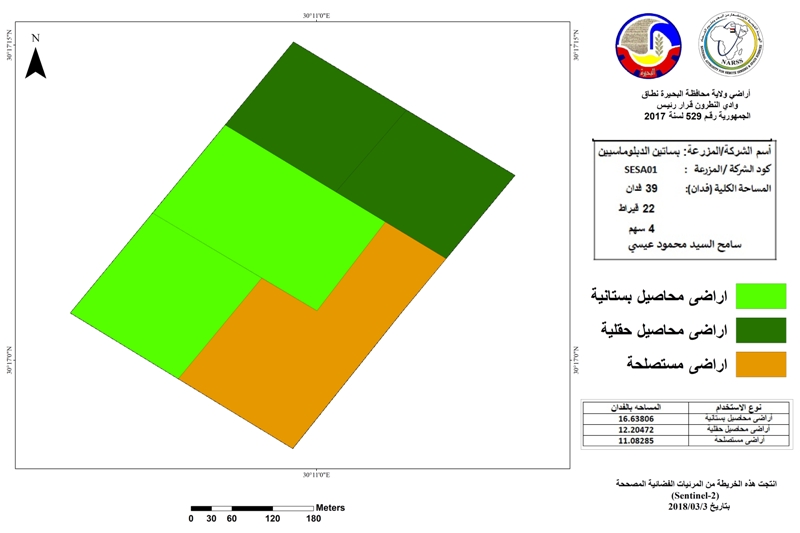 30°11'0"E
30°17'15"N
30°17'15"N
N
NARSS
أراضي ولاية محافظة البحيرة نطاق
وادي النطرون قرار رئيس
الجمهورية رقم 529 لسنة 2017
أسم الشركة/المزرعة: بساتين الدبلوماسيين
كود الشركة /المزرعة : SESA01
المساحة الكلية (فدان): 39 فدان
22 قيراط
4 سهم
سامح السيد محمود عيسي
اراضى محاصيل بستانية
اراضى محاصيل حقلية
اراضى مستصلحة
30°17'0"N
30°17'0"N
نوع الاستخدام المساحه بالفدان
أراضي محاصيل بستانية 16.63806
أراضي محاصيل حقلية 12.20472
أراضي مستصلحة 11.08285
30°11'0"E
انتجت هذه الخريطة من المرئيات الفضائية المصححة
(Sentinel-2)
بتاريخ 2018/03/3
Meters
0 30 60 120 180